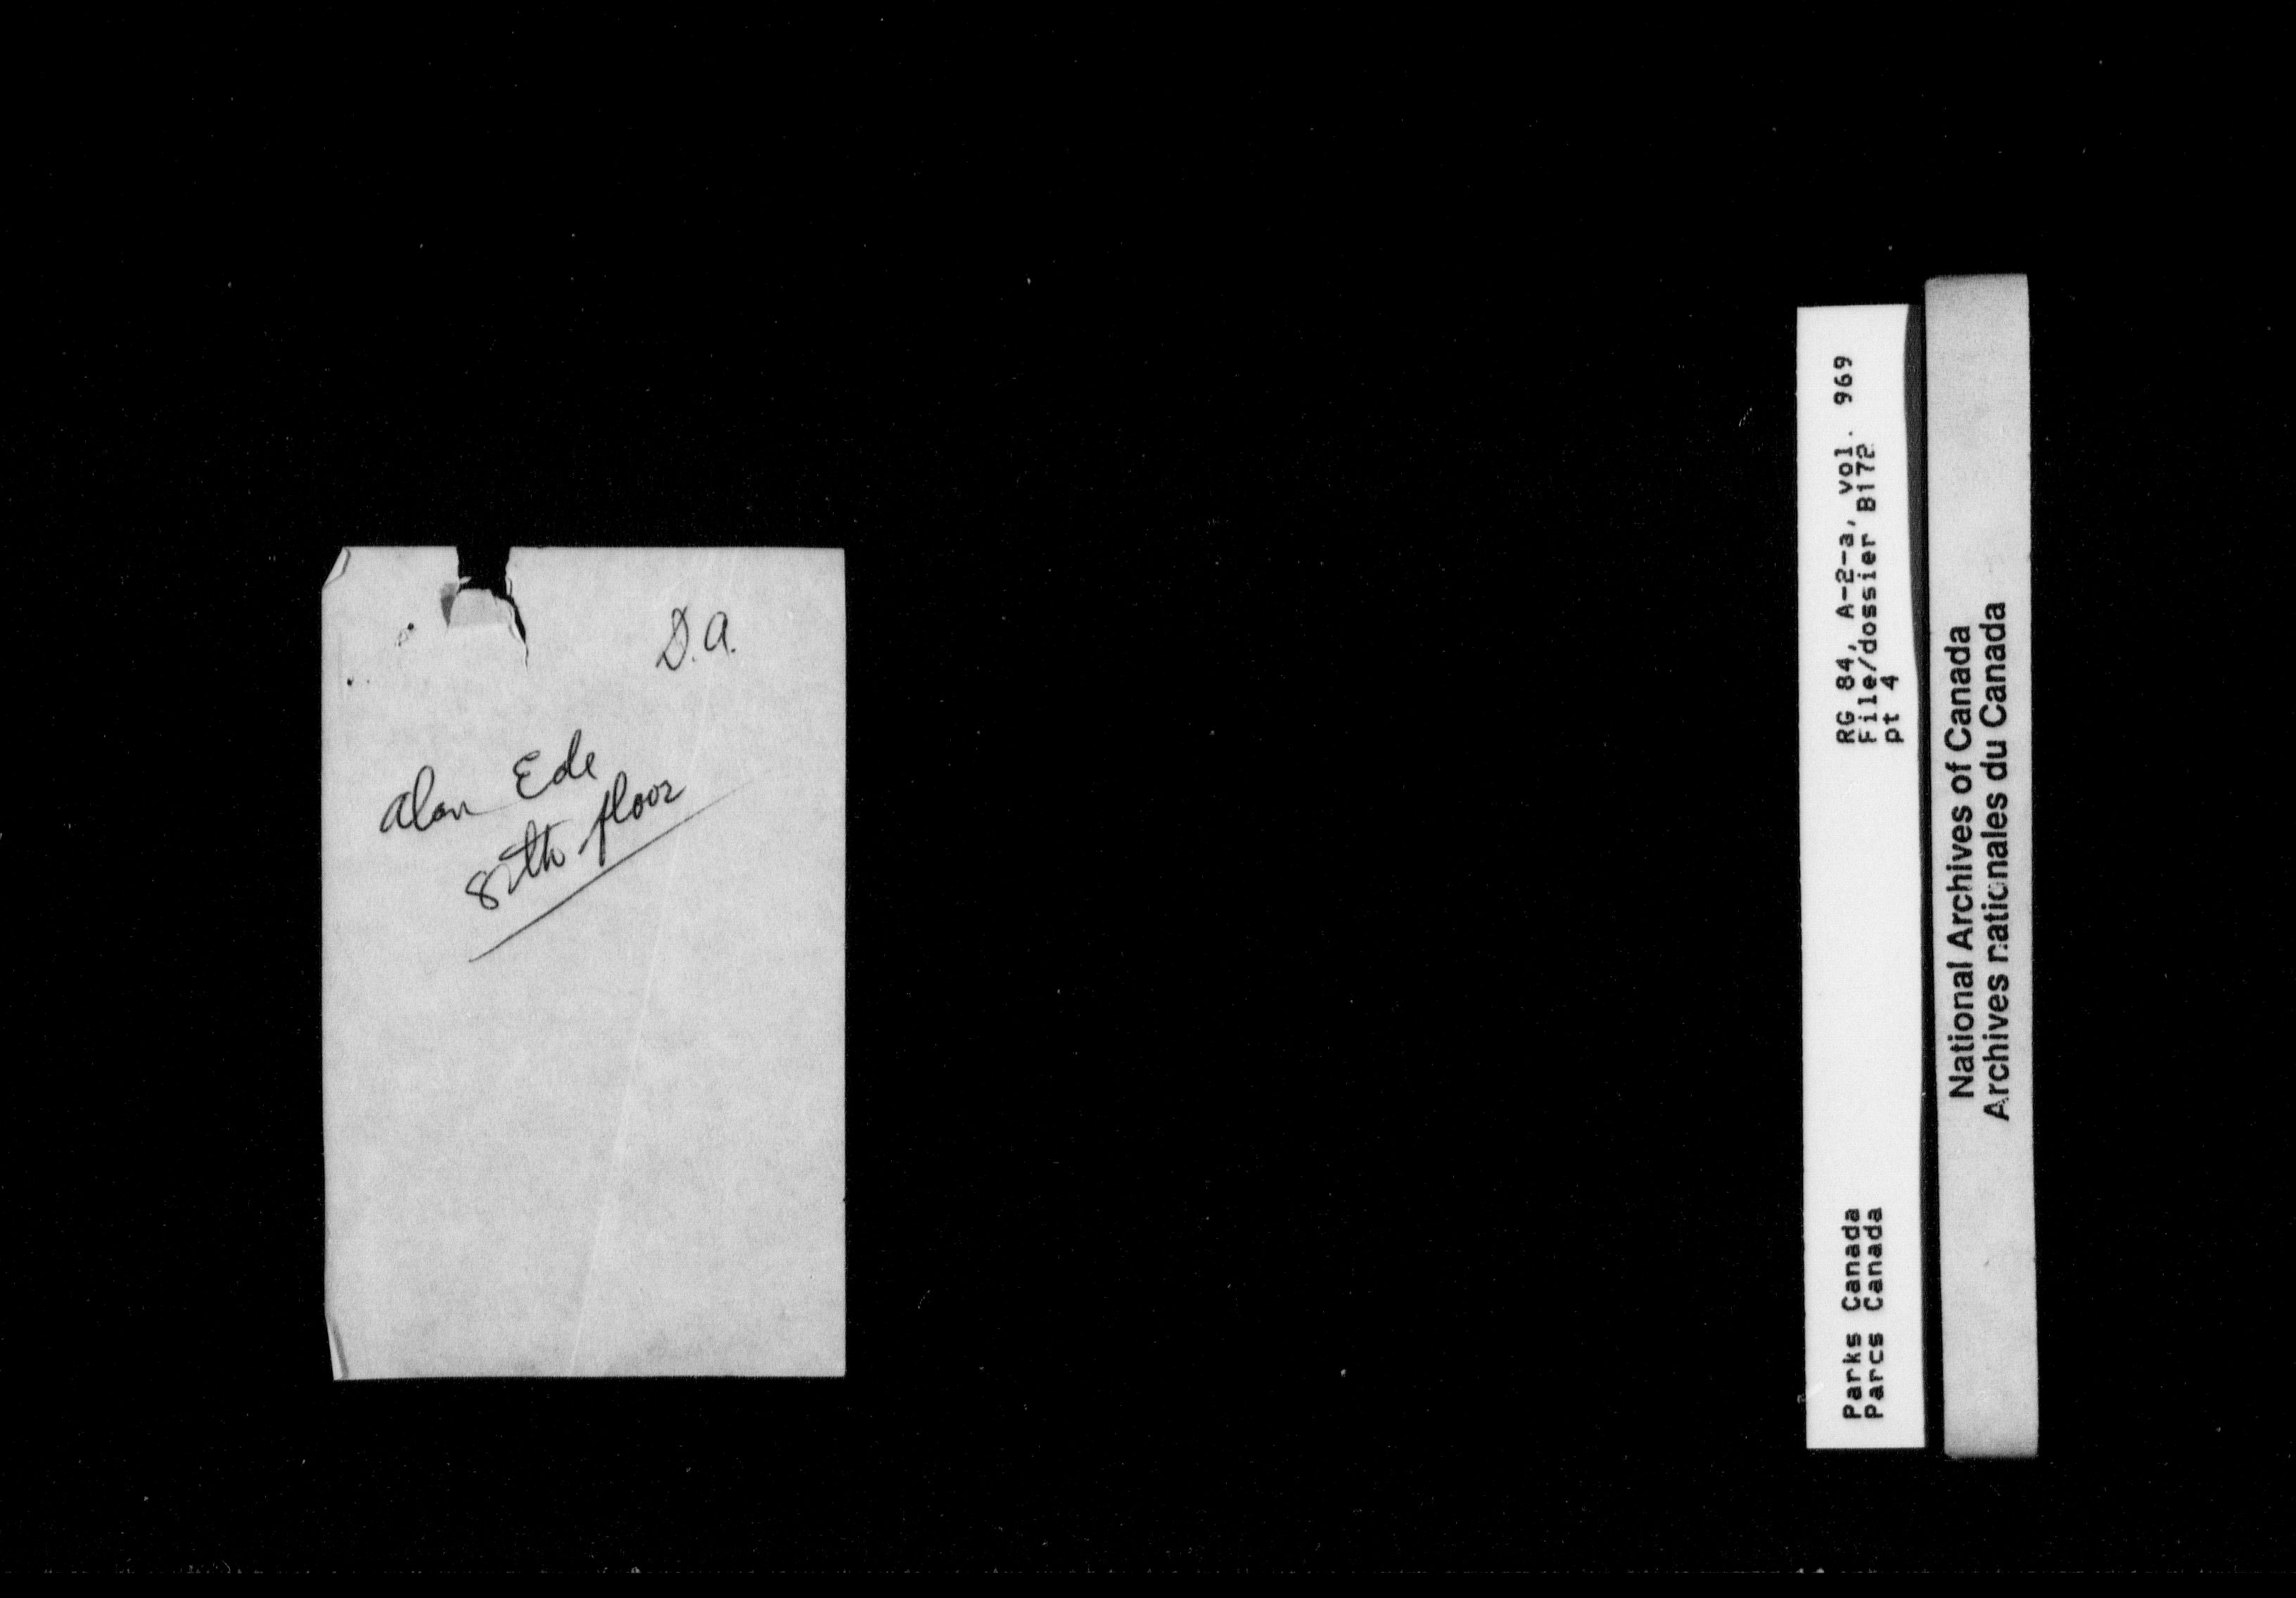 D.A.
Alan Ede
8th floor
RG 84, A-2-a, vol. 969
File/dossier B172
pt 4
Parks Canada
Parcs Canada
National Archives of Canada
Archives nationales du Canada